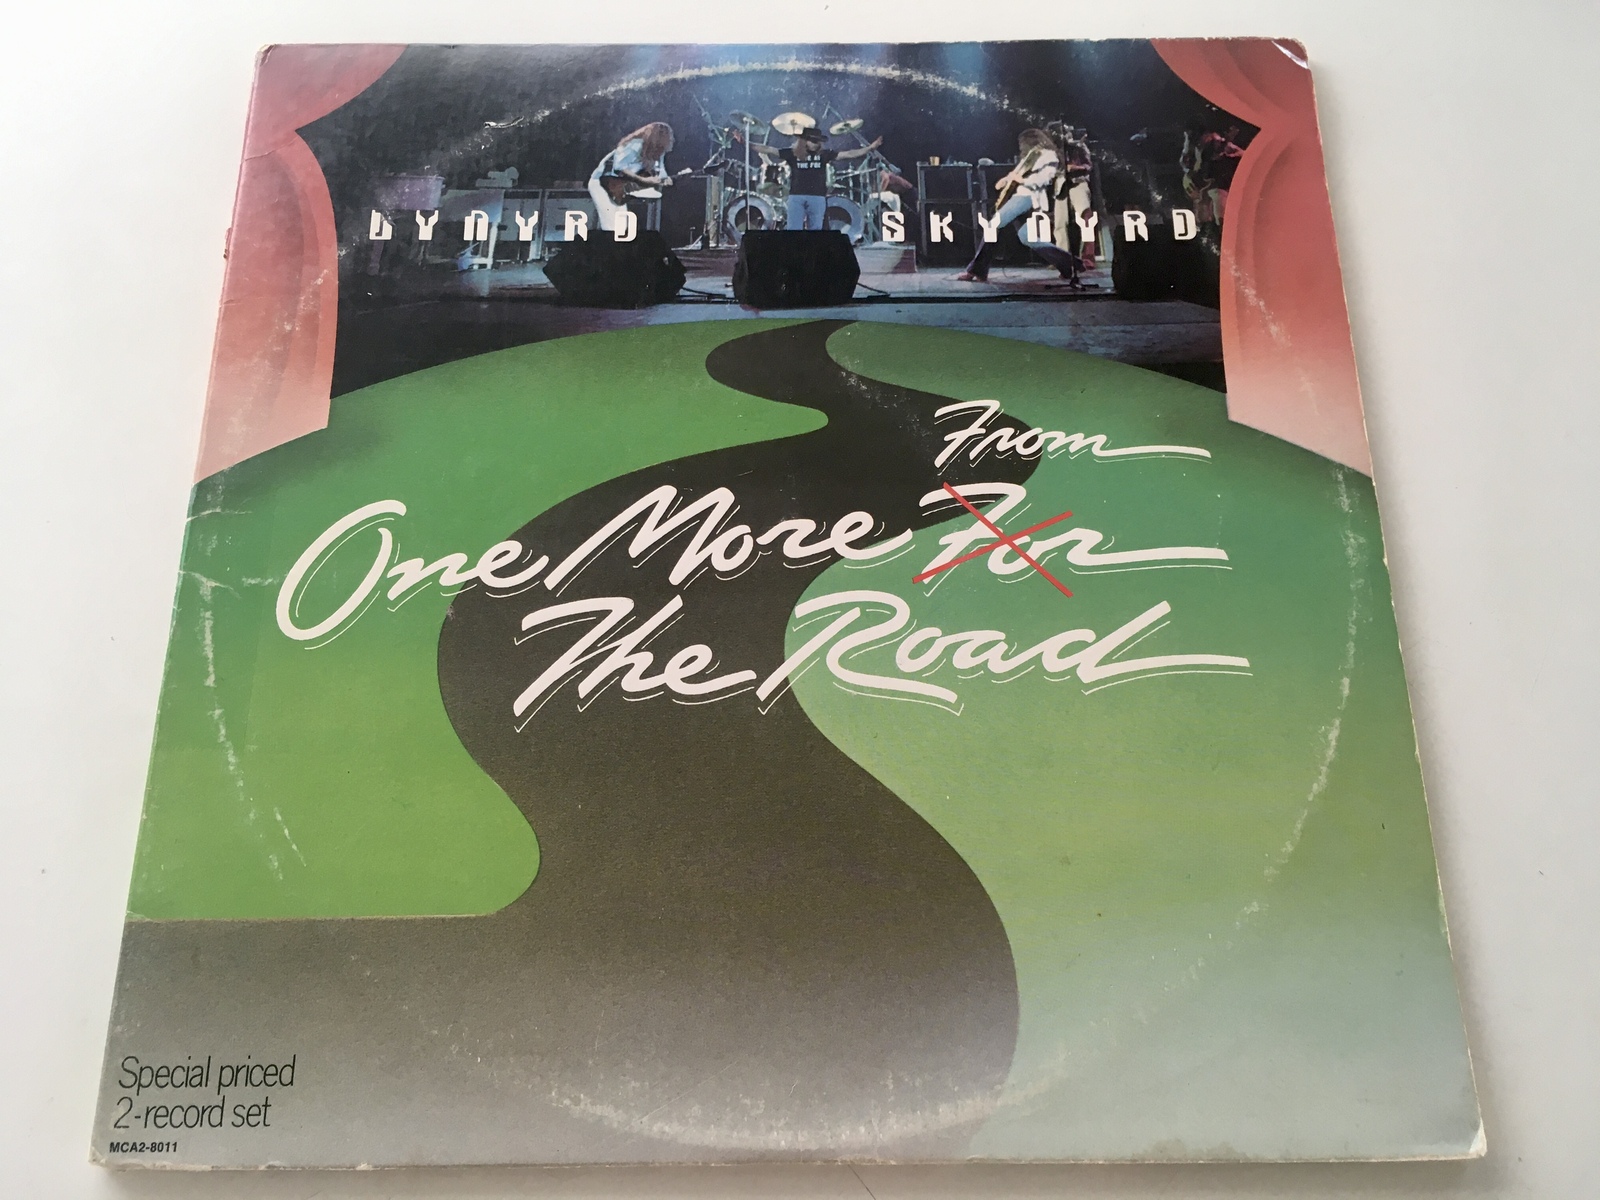 LYNYRD SKYNYRD
From
One More For
The Road
Special priced
2-record set
MCA2-8011